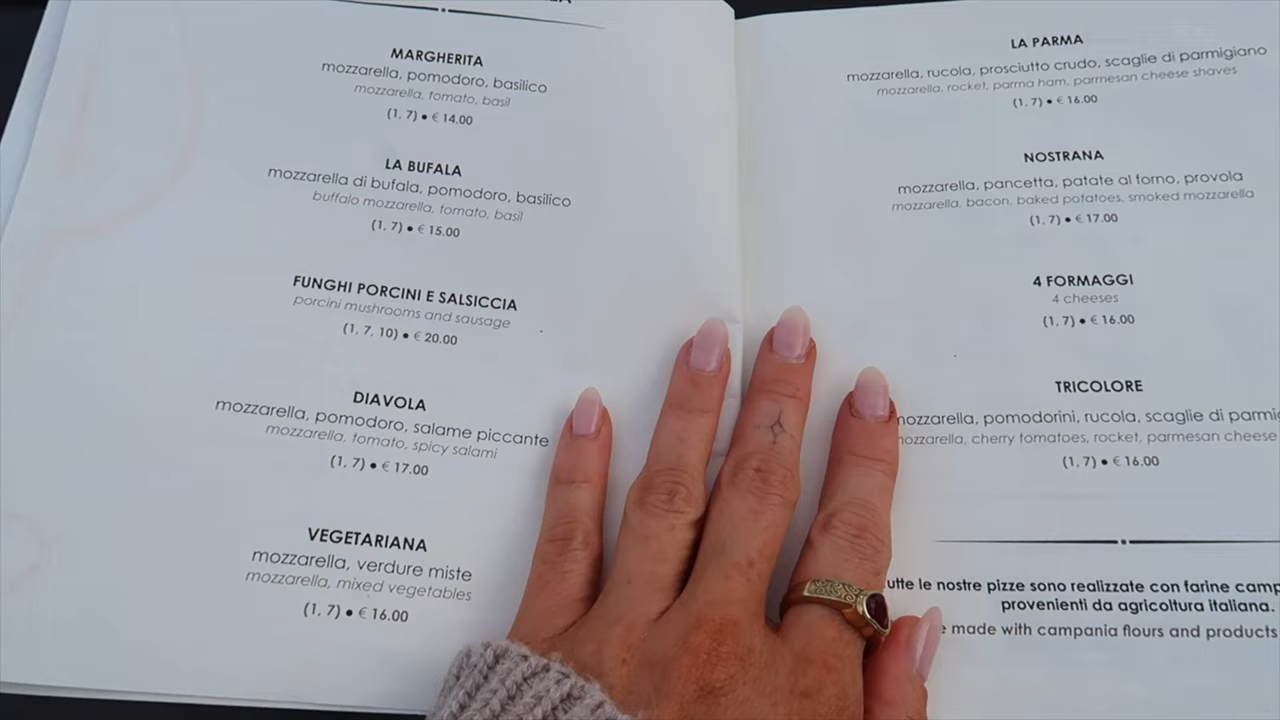 MARGHERITA
mozzarella, pomodoro, basilico
mozzarella, tomato, basil
(1, 7) • € 14.00
LA BUFALA
mozzarella di bufala, pomodoro, basilico
buffalo mozzarella, tomato, basil
(1, 7) • € 15.00
FUNGHI PORCINI E SALSICCIA
porcini mushrooms and sausage
(1, 7, 10) • € 20.00
DIAVOLA
mozzarella, pomodoro, salame piccante
mozzarella, tomato, spicy salami
(1, 7) • € 17.00
VEGETARIANA
mozzarella, verdure miste
mozzarella, mixed vegetables
(1, 7) • € 16.00
LA PARMA
mozzarella, rucola, prosciutto crudo, scaglie di parmigiano
mozzarella, rocket, parma ham, parmesan cheese shaves
(1, 7) • € 16.00
NOSTRANA
mozzarella, pancetta, patate al forno, provola
mozzarella, bacon, baked potatoes, smoked mozzarella
(1, 7) • € 17.00
4 FORMAGGI
4 cheeses
(1, 7) • € 16.00
TRICOLORE
mozzarella, pomodorini, rucola, scaglie di
mozzarella, cherry tomatoes, rocket, parmesan cheese
(1, 7) • € 16.00
le nostre pizze sono realizzate con farine
provenienti da agricoltura italiana.
made with campania flours and products